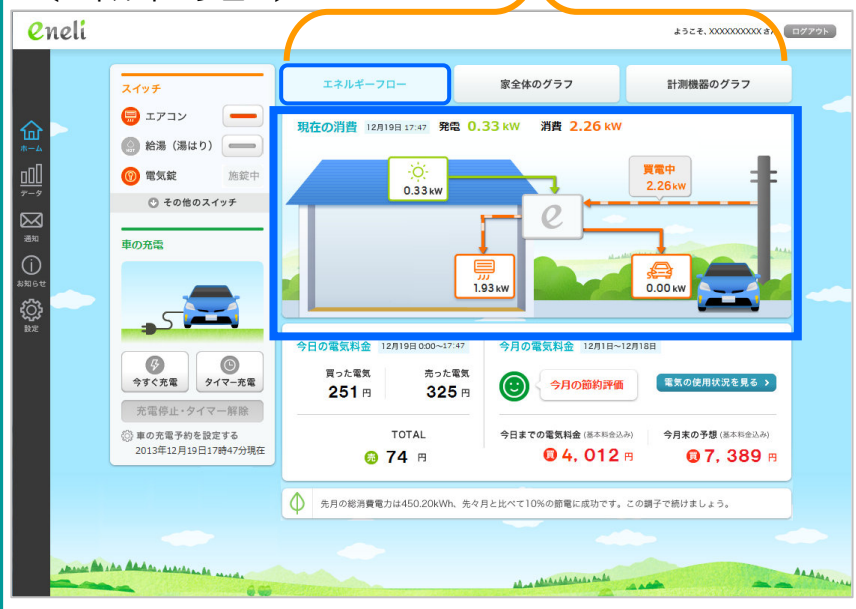 eneli
ようこそ、XXXXXXXXXX さん
ログアウト
ホーム
データ
通知
お知らせ
設定
スイッチ
エアコン
給湯（湯はり）
電気錠 施錠中
その他のスイッチ
車の充電
今すぐ充電 タイマー充電
充電停止・タイマー解除
車の充電予約を設定する
2013年12月19日17時47分現在
エネルギーフロー 家全体のグラフ 計測機器のグラフ
現在の消費 12月19日 17:47 発電 0.33 kW 消費 2.26 kW
0.33 kW
買電中
2.26 kW
e
1.93 kW
0.00 kW
今日の電気料金 12月19日 0:00〜17:47
買った電気 売った電気
251 円 325 円
TOTAL
売 74 円
今月の電気料金 12月1日〜12月18日
今月の節約評価 電気の使用状況を見る
今日までの電気料金 (基本料金込み) 今月末の予想 (基本料金込み)
買 4,012 円 買 7,389 円
先月の総消費電力は450.20kWh、先々月と比べて10%の節電に成功です。この調子で続けましょう。